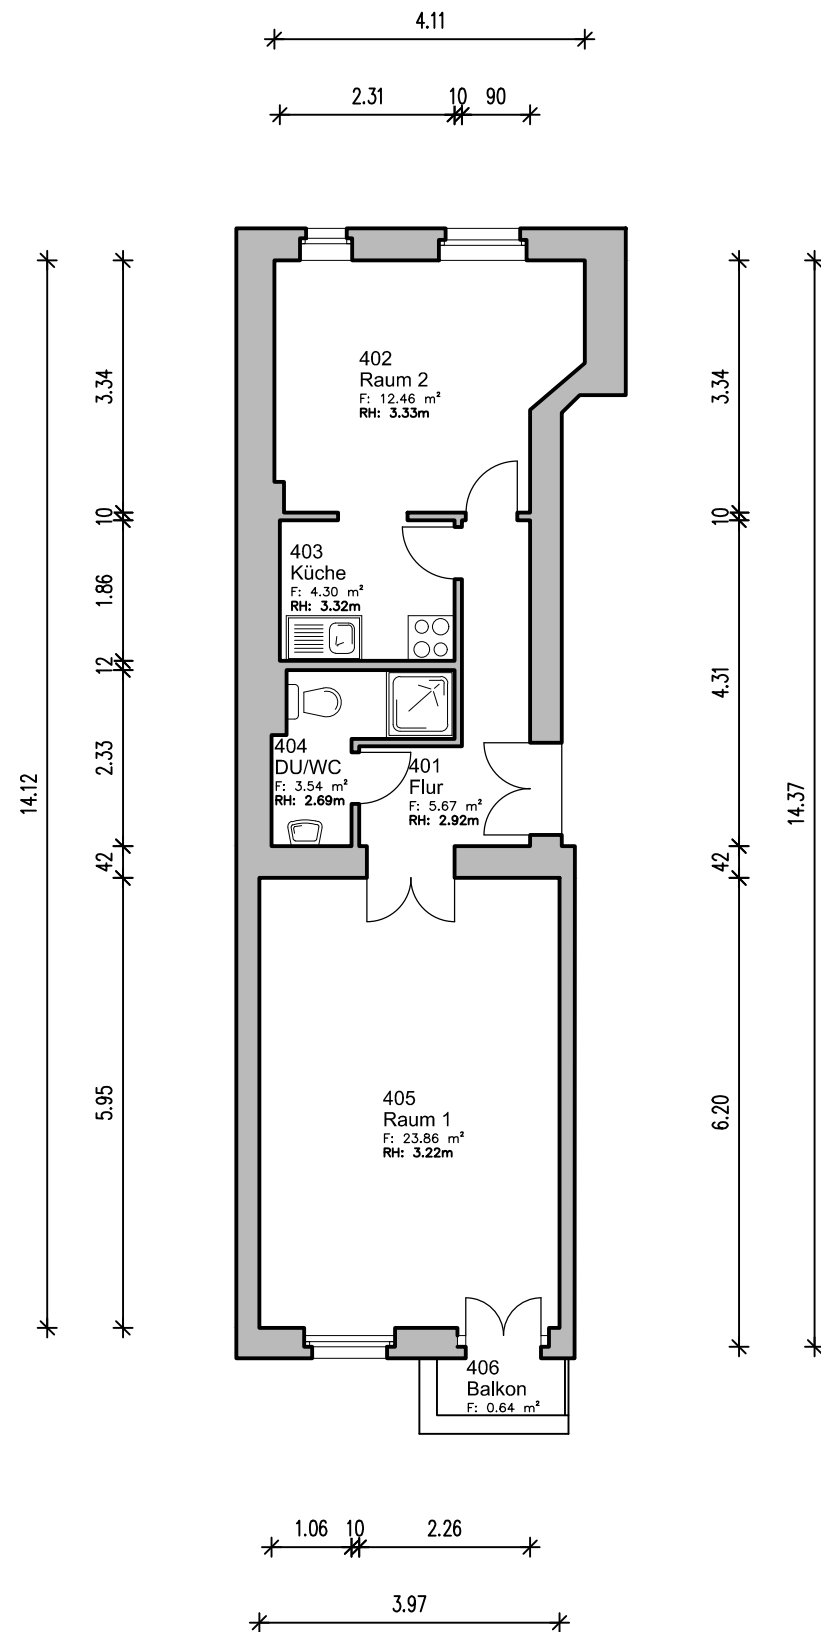 4.11
2.31 10 90
402
Raum 2
F: 12.46 m²
RH: 3.33m
3.34
3.34
10
10
403
Küche
F: 4.30 m²
RH: 3.32m
1.86
12
4.31
2.33
404
DU/WC
F: 3.54 m²
RH: 2.69m
401
Flur
F: 5.67 m²
RH: 2.92m
14.12
14.37
42
42
405
Raum 1
F: 23.86 m²
RH: 3.22m
5.95
6.20
406
Balkon
F: 0.64 m²
1.06 10 2.26
3.97